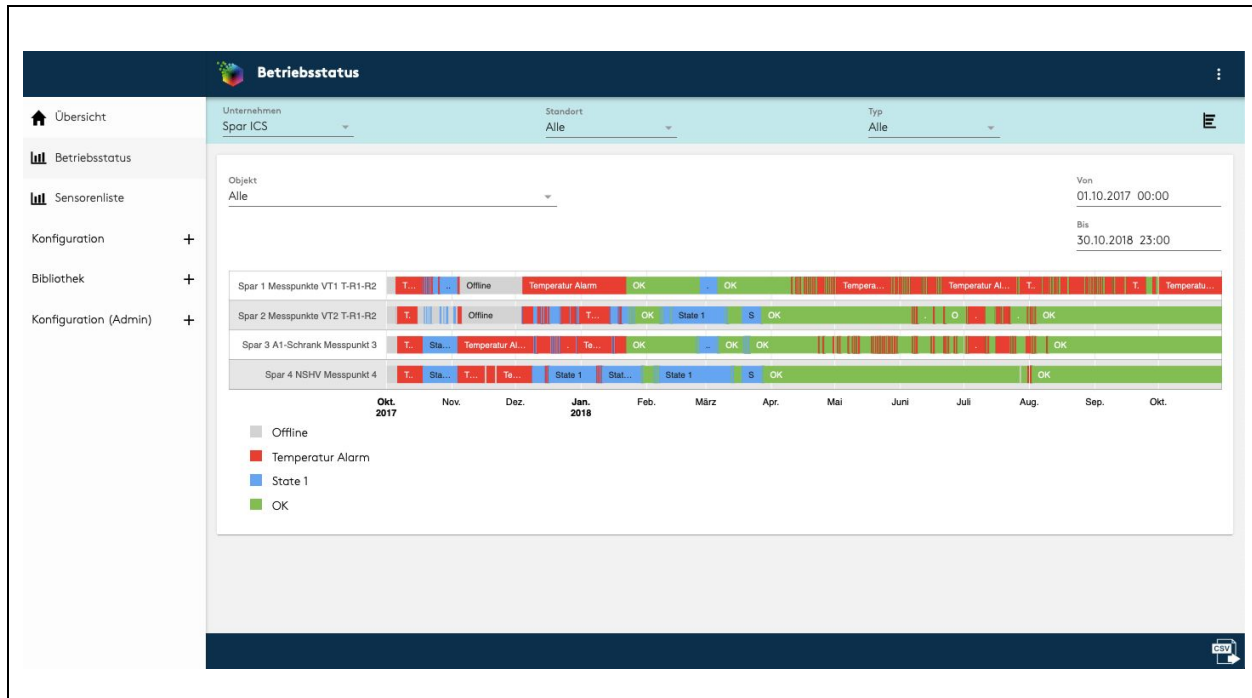 Betriebsstatus
Übersicht
Betriebsstatus
Sensorenliste
Konfiguration +
Bibliothek +
Konfiguration (Admin) +
Unternehmen
Spar ICS
Standort
Alle
Typ
Alle
Objekt
Alle
Von
01.10.2017 00:00
Bis
30.10.2018 23:00
Spar 1 Messpunkte VT1 T-R1-R2 T... .. Offline Temperatur Alarm OK . OK Tempera... Temperatur Al... T.. T. Temperatu...
Spar 2 Messpunkte VT2 T-R1-R2 T. Offline T... OK State 1 S OK . O . . OK
Spar 3 A1-Schrank Messpunkt 3 T.. Sta... Temperatur Al... . Te... OK .. OK OK . OK
Spar 4 NSHV Messpunkt 4 T.. Sta... T... Te... State 1 Stat... State 1 S OK OK
Okt. Nov. Dez. Jan. Feb. März Apr. Mai Juni Juli Aug. Sep. Okt.
2017 2018
Offline
Temperatur Alarm
State 1
OK
CSV